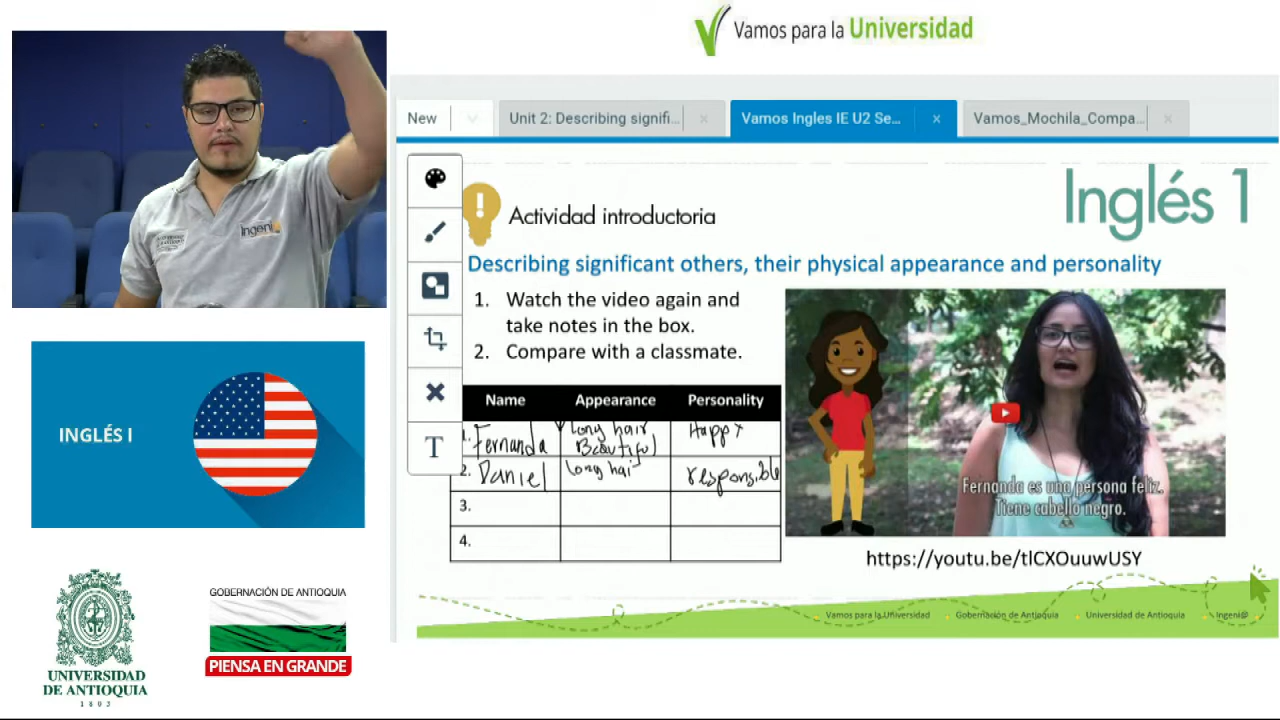 Vamos para la Universidad
New
Unit 2: Describing signifi...
Vamos Ingles IE U2 Se...
Vamos_Mochila_Compa...
Inglés 1
Actividad introductoria
Describing significant others, their physical appearance and personality
1. Watch the video again and
take notes in the box.
2. Compare with a classmate.
Name Appearance Personality
1. Fernanda
long hair
Beautiful
Happy
2. Daniel
long hair
responsible
3.
4.
Fernanda es una persona feliz.
Tiene cabello negro.
https://youtu.be/tlCXOuuwUSY
Vamos para la Universidad
Gobernación de Antioquia
Universidad de Antioquia
Ingeni@
T
Ingeni@
INGLÉS I
UNIVERSIDAD
DE ANTIOQUIA
1803
GOBERNACIÓN DE ANTIOQUIA
PIENSA EN GRANDE